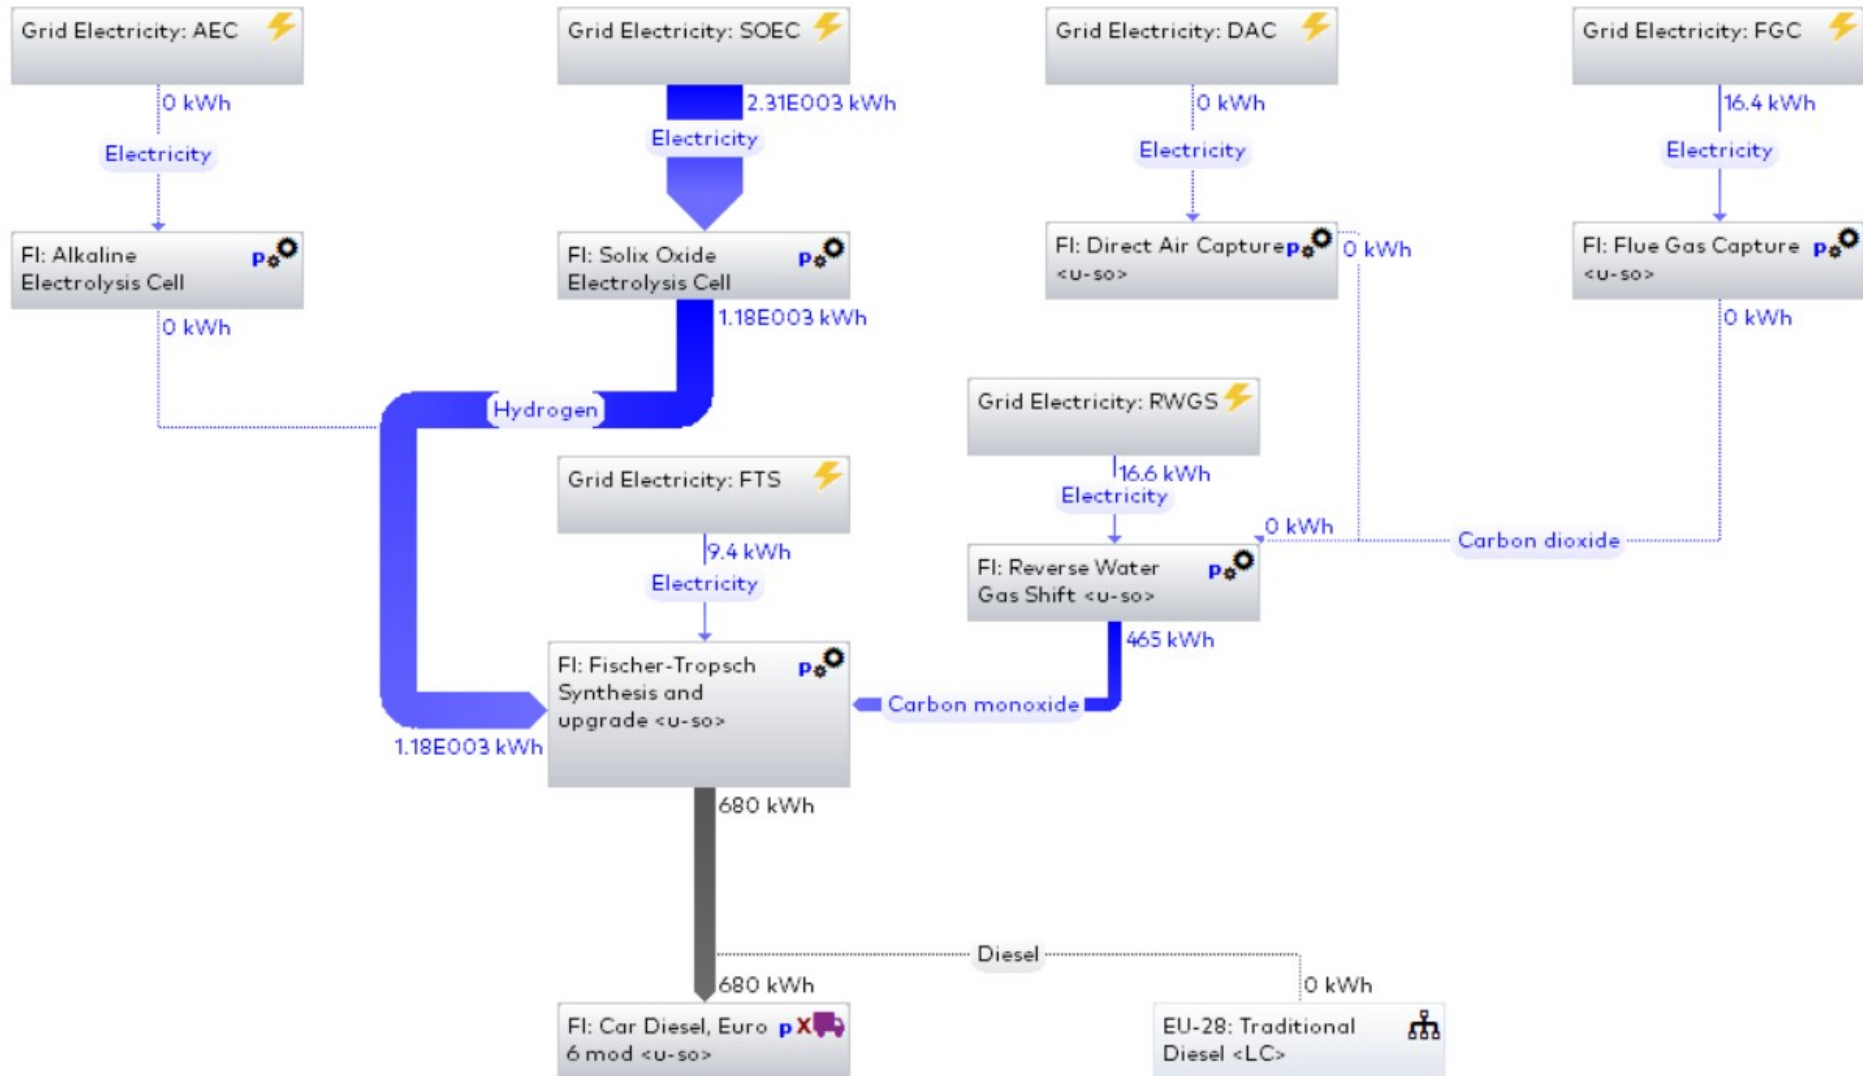 Grid Electricity: AEC
Grid Electricity: SOEC
Grid Electricity: DAC
Grid Electricity: FGC
0 kWh
2.31E003 kWh
0 kWh
16.4 kWh
Electricity
Electricity
Electricity
Electricity
FI: Alkaline
Electrolysis Cell
p
FI: Solix Oxide
Electrolysis Cell
p
FI: Direct Air Capture
<u-so>
p
0 kWh
FI: Flue Gas Capture
<u-so>
p
0 kWh
1.18E003 kWh
0 kWh
Hydrogen
Grid Electricity: RWGS
16.6 kWh
Electricity
Grid Electricity: FTS
9.4 kWh
Electricity
0 kWh
Carbon dioxide
FI: Reverse Water
Gas Shift <u-so>
p
465 kWh
FI: Fischer-Tropsch
Synthesis and
upgrade <u-so>
p
Carbon monoxide
1.18E003 kWh
680 kWh
Diesel
680 kWh
0 kWh
FI: Car Diesel, Euro
6 mod <u-so>
p X
EU-28: Traditional
Diesel <LC>